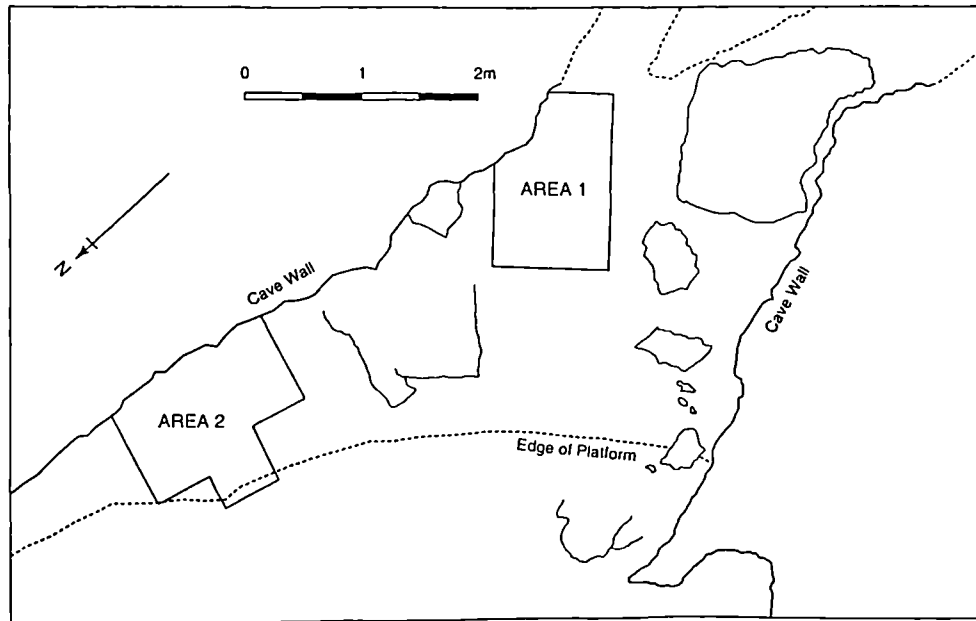 0 1 2m
AREA 1
N
Cave Wall
Cave Wall
AREA 2
Edge of Platform